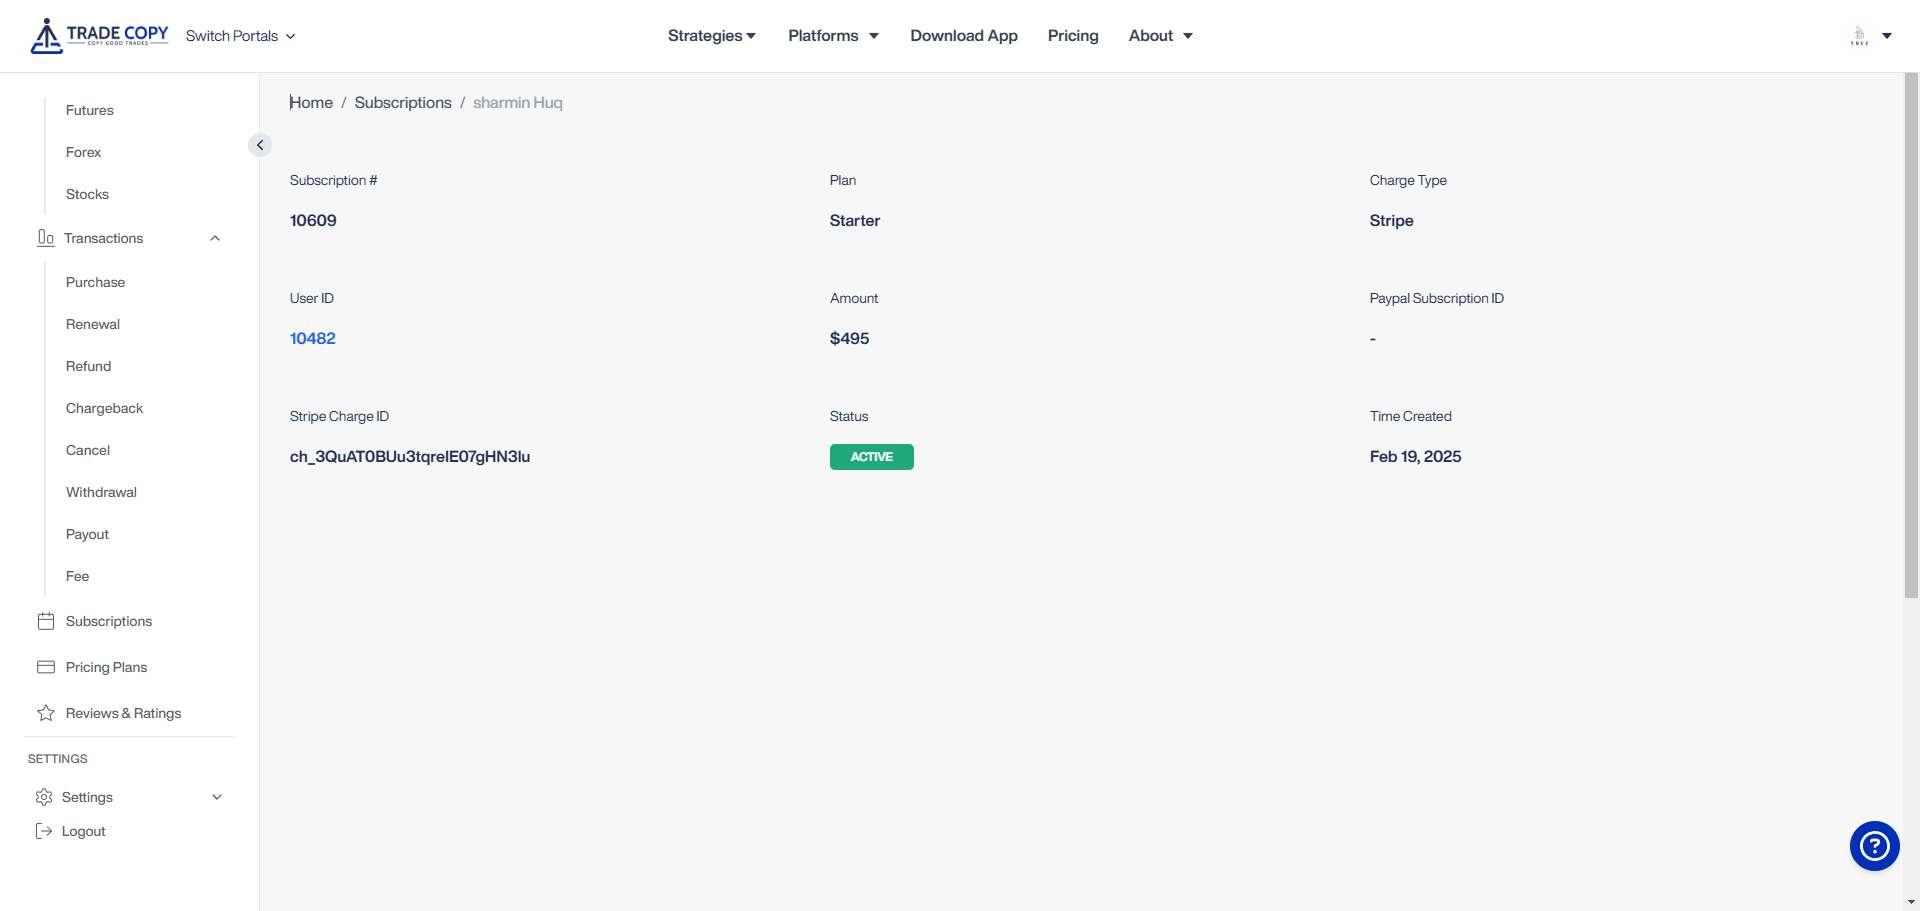 TRADE COPY
COPY GOOD TRADES
Switch Portals
Strategies
Platforms
Download App
Pricing
About
Futures
Forex
Stocks
Transactions
Purchase
Renewal
Refund
Chargeback
Cancel
Withdrawal
Payout
Fee
Subscriptions
Pricing Plans
Reviews & Ratings
SETTINGS
Settings
Logout
Home / Subscriptions / sharmin Huq
Subscription #
10609
Plan
Starter
Charge Type
Stripe
User ID
10482
Amount
$495
Paypal Subscription ID
-
Stripe Charge ID
ch_3QuAT0BUu3tqreIE07gHN3lu
Status
ACTIVE
Time Created
Feb 19, 2025